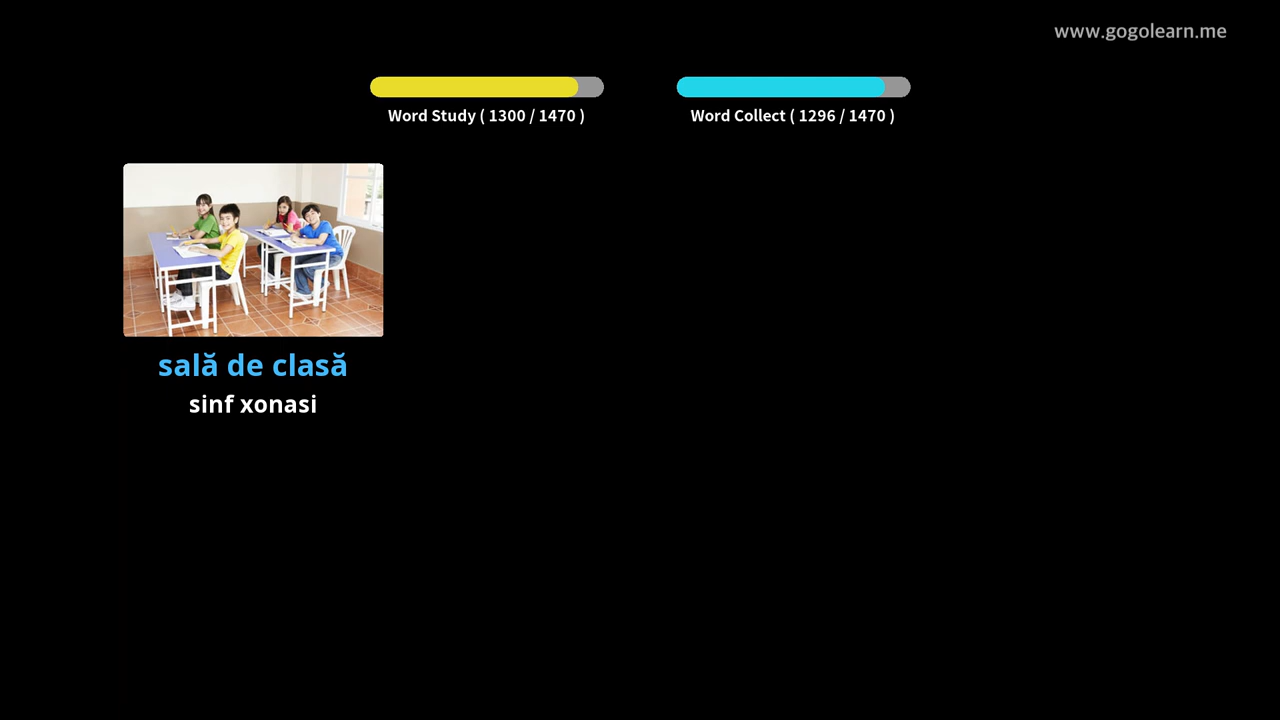 www.gogolearn.me
Word Study ( 1300 / 1470 )
Word Collect ( 1296 / 1470 )
sală de clasă
sinf xonasi